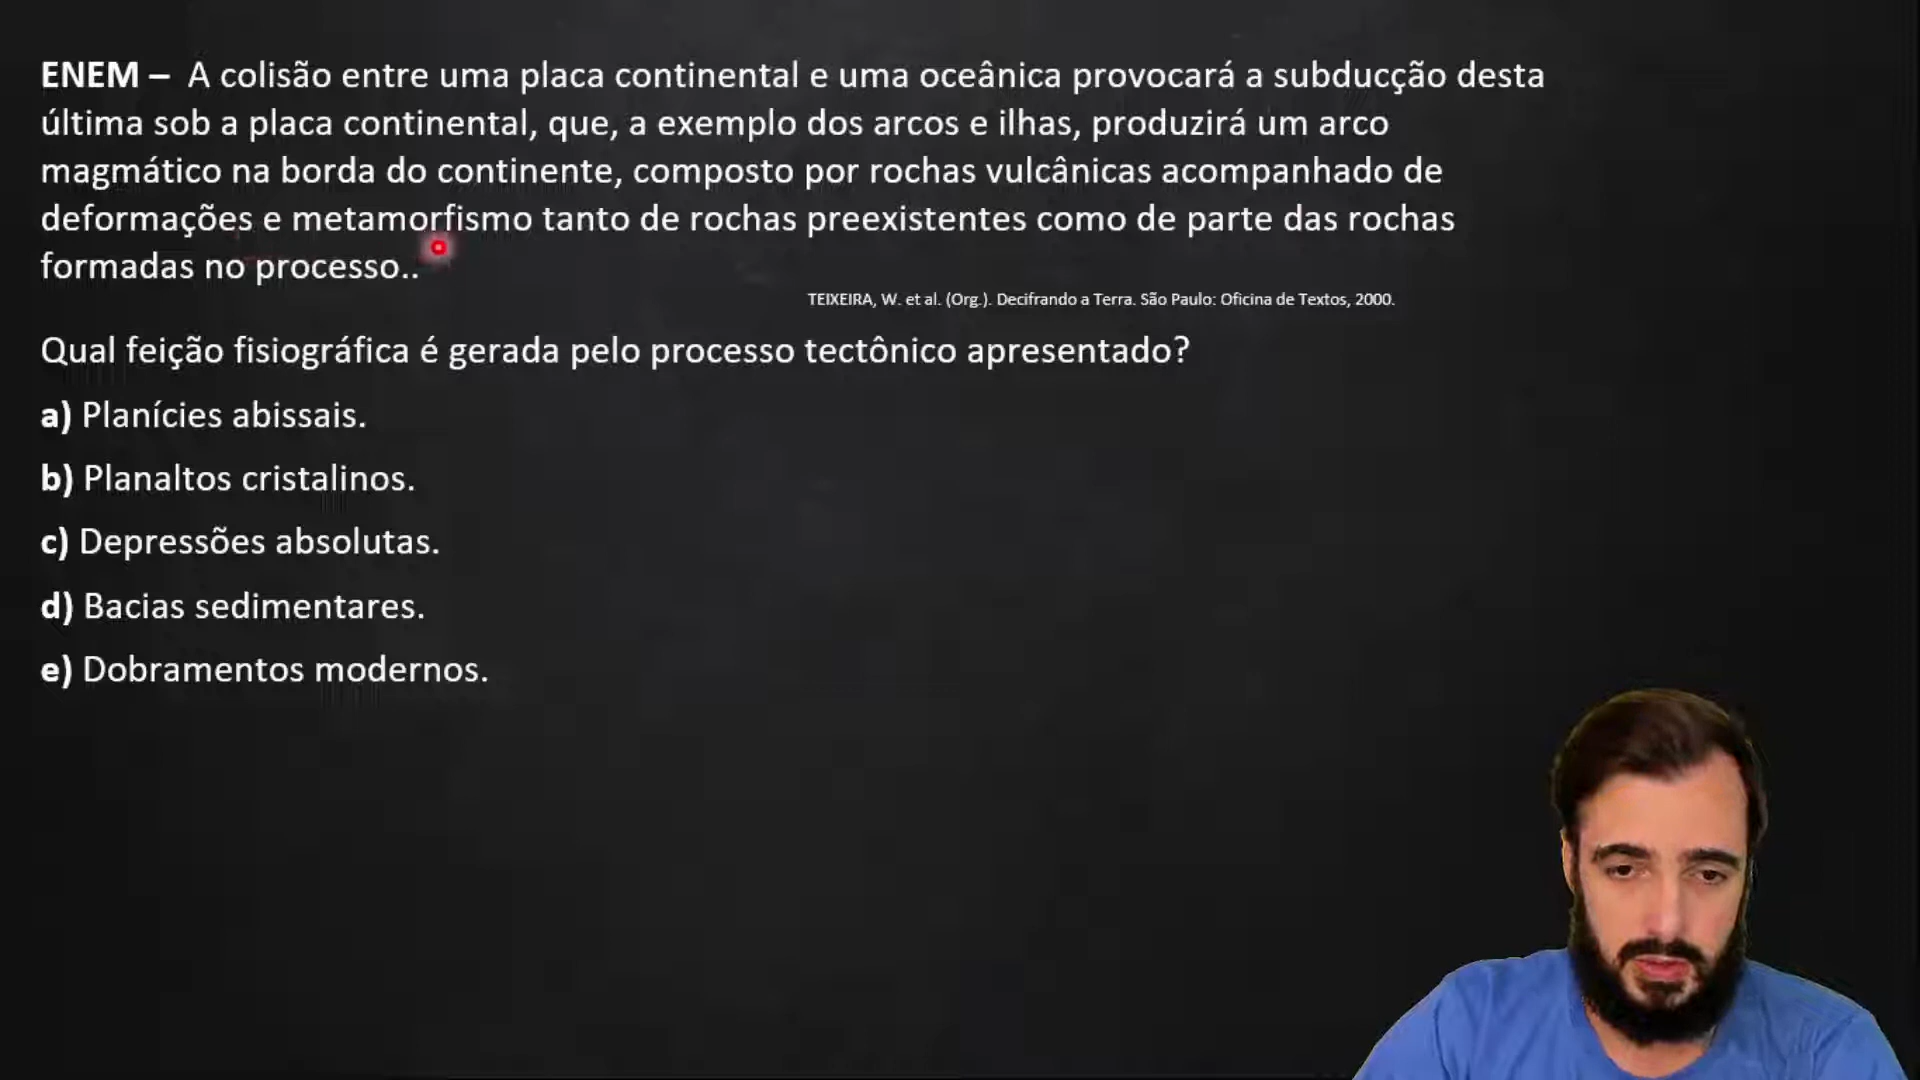 ENEM – A colisão entre uma placa continental e uma oceânica provocará a subducção desta
última sob a placa continental, que, a exemplo dos arcos e ilhas, produzirá um arco
magmático na borda do continente, composto por rochas vulcânicas acompanhado de
deformações e metamorfismo tanto de rochas preexistentes como de parte das rochas
formadas no processo..
TEIXEIRA, W. et al. (Org.). Decifrando a Terra. São Paulo: Oficina de Textos, 2000.
Qual feição fisiográfica é gerada pelo processo tectônico apresentado?
a) Planícies abissais.
b) Planaltos cristalinos.
c) Depressões absolutas.
d) Bacias sedimentares.
e) Dobramentos modernos.